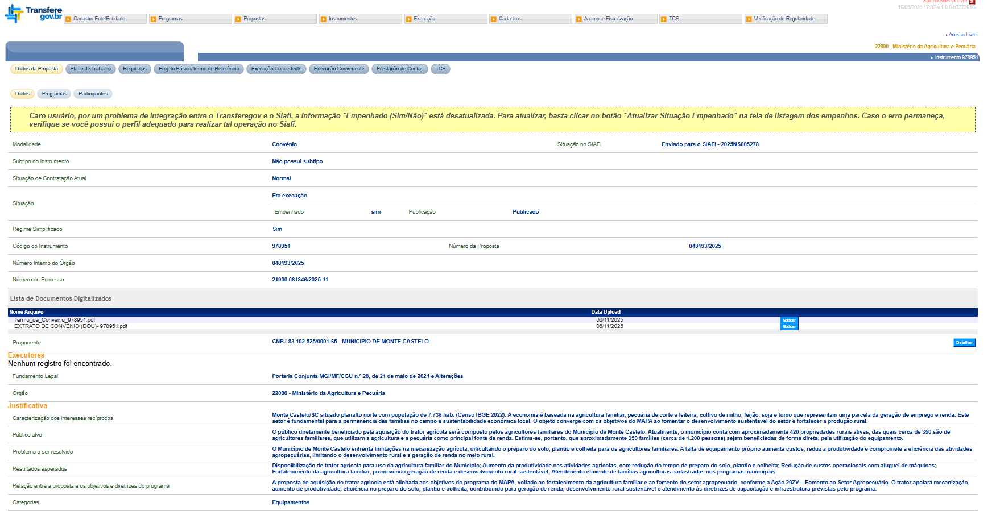 Sair do Acesso Livre
Transfere
gov.br
19/05/2026 17:32-v.1.0.0-b3773916-
Cadastro Ente/Entidade
Programas
Propostas
Instrumentos
Execução
Cadastros
Acomp. e Fiscalização
TCE
Verificação de Regularidade
Acesso Livre
22000 - Ministério da Agricultura e Pecuária
Instrumento 978951
Dados da Proposta
Plano de Trabalho
Requisitos
Projeto Básico/Termo de Referência
Execução Concedente
Execução Convenente
Prestação de Contas
TCE
Dados
Programas
Participantes
Caro usuário, por um problema de integração entre o Transferegov e o Siafi, a informação "Empenhado (Sim/Não)" está desatualizada. Para atualizar, basta clicar no botão "Atualizar Situação Empenhado" na tela de listagem dos empenhos. Caso o erro permaneça,
verifique se você possui o perfil adequado para realizar tal operação no Siafi.
Modalidade Convênio Situação no SIAFI Enviado para o SIAFI - 2025NS005278
Subtipo do Instrumento Não possui subtipo
Situação de Contratação Atual Normal
Situação Em execução
Empenhado sim Publicação Publicado
Regime Simplificado Sim
Código do Instrumento 978951 Número da Proposta 048193/2025
Número Interno do Órgão 048193/2025
Número do Processo 21000.061346/2025-11
Lista de Documentos Digitalizados
Nome Arquivo Data Upload
Termo_de_Convenio_978951.pdf 06/11/2025 Baixar
EXTRATO DE CONVÊNIO (DOU)- 978951.pdf 06/11/2025 Baixar
Proponente CNPJ 83.102.525/0001-65 - MUNICIPIO DE MONTE CASTELO Detalhar
Executores
Nenhum registro foi encontrado.
Fundamento Legal Portaria Conjunta MGI/MF/CGU n.º 28, de 21 de maio de 2024 e Alterações
Órgão 22000 - Ministério da Agricultura e Pecuária
Justificativa
Caracterização dos interesses recíprocos Monte Castelo/SC situado planalto norte com população de 7.736 hab. (Censo IBGE 2022). A economia é baseada na agricultura familiar, pecuária de corte e leiteira, cultivo de milho, feijão, soja e fumo que representam uma parcela da geração de emprego e renda. Este
setor é fundamental para a permanência das famílias no campo e sustentabilidade econômica local. O objeto converge com os objetivos do MAPA ao fomentar o desenvolvimento sustentável do setor e fortalecer a produção rural.
Público alvo O público diretamente beneficiado pela aquisição do trator agrícola será composto pelos agricultores familiares do Município de Monte Castelo. Atualmente, o município conta com aproximadamente 420 propriedades rurais ativas, das quais cerca de 350 são de
agricultores familiares, que utilizam a agricultura e a pecuária como principal fonte de renda. Estima-se, portanto, que aproximadamente 350 famílias (cerca de 1.200 pessoas) sejam beneficiadas de forma direta, pela utilização do equipamento.
Problema a ser resolvido O Município de Monte Castelo enfrenta limitações na mecanização agrícola, dificultando o preparo do solo, plantio e colheita para os agricultores familiares. A falta de equipamento próprio aumenta custos, reduz a produtividade e compromete a eficiência das atividades
agropecuárias, limitando o desenvolvimento rural e a geração de renda no meio rural.
Resultados esperados Disponibilização de trator agrícola para uso da agricultura familiar do Município; Aumento da produtividade nas atividades agrícolas, com redução do tempo de preparo do solo, plantio e colheita; Redução de custos operacionais com aluguel de máquinas;
Fortalecimento da agricultura familiar, promovendo geração de renda e desenvolvimento rural sustentável; Atendimento eficiente de famílias agricultoras cadastradas nos programas municipais.
Relação entre a proposta e os objetivos e diretrizes do programa A proposta de aquisição do trator agrícola está alinhada aos objetivos do programa do MAPA, voltado ao fortalecimento da agricultura familiar e ao fomento do setor agropecuário, conforme a Ação 20ZV – Fomento ao Setor Agropecuário. O trator apoiará mecanização,
aumento de produtividade, eficiência no preparo do solo, plantio e colheita, contribuindo para geração de renda, desenvolvimento rural sustentável e atendimento às diretrizes de capacitação e infraestrutura previstas pelo programa.
Categorias Equipamentos